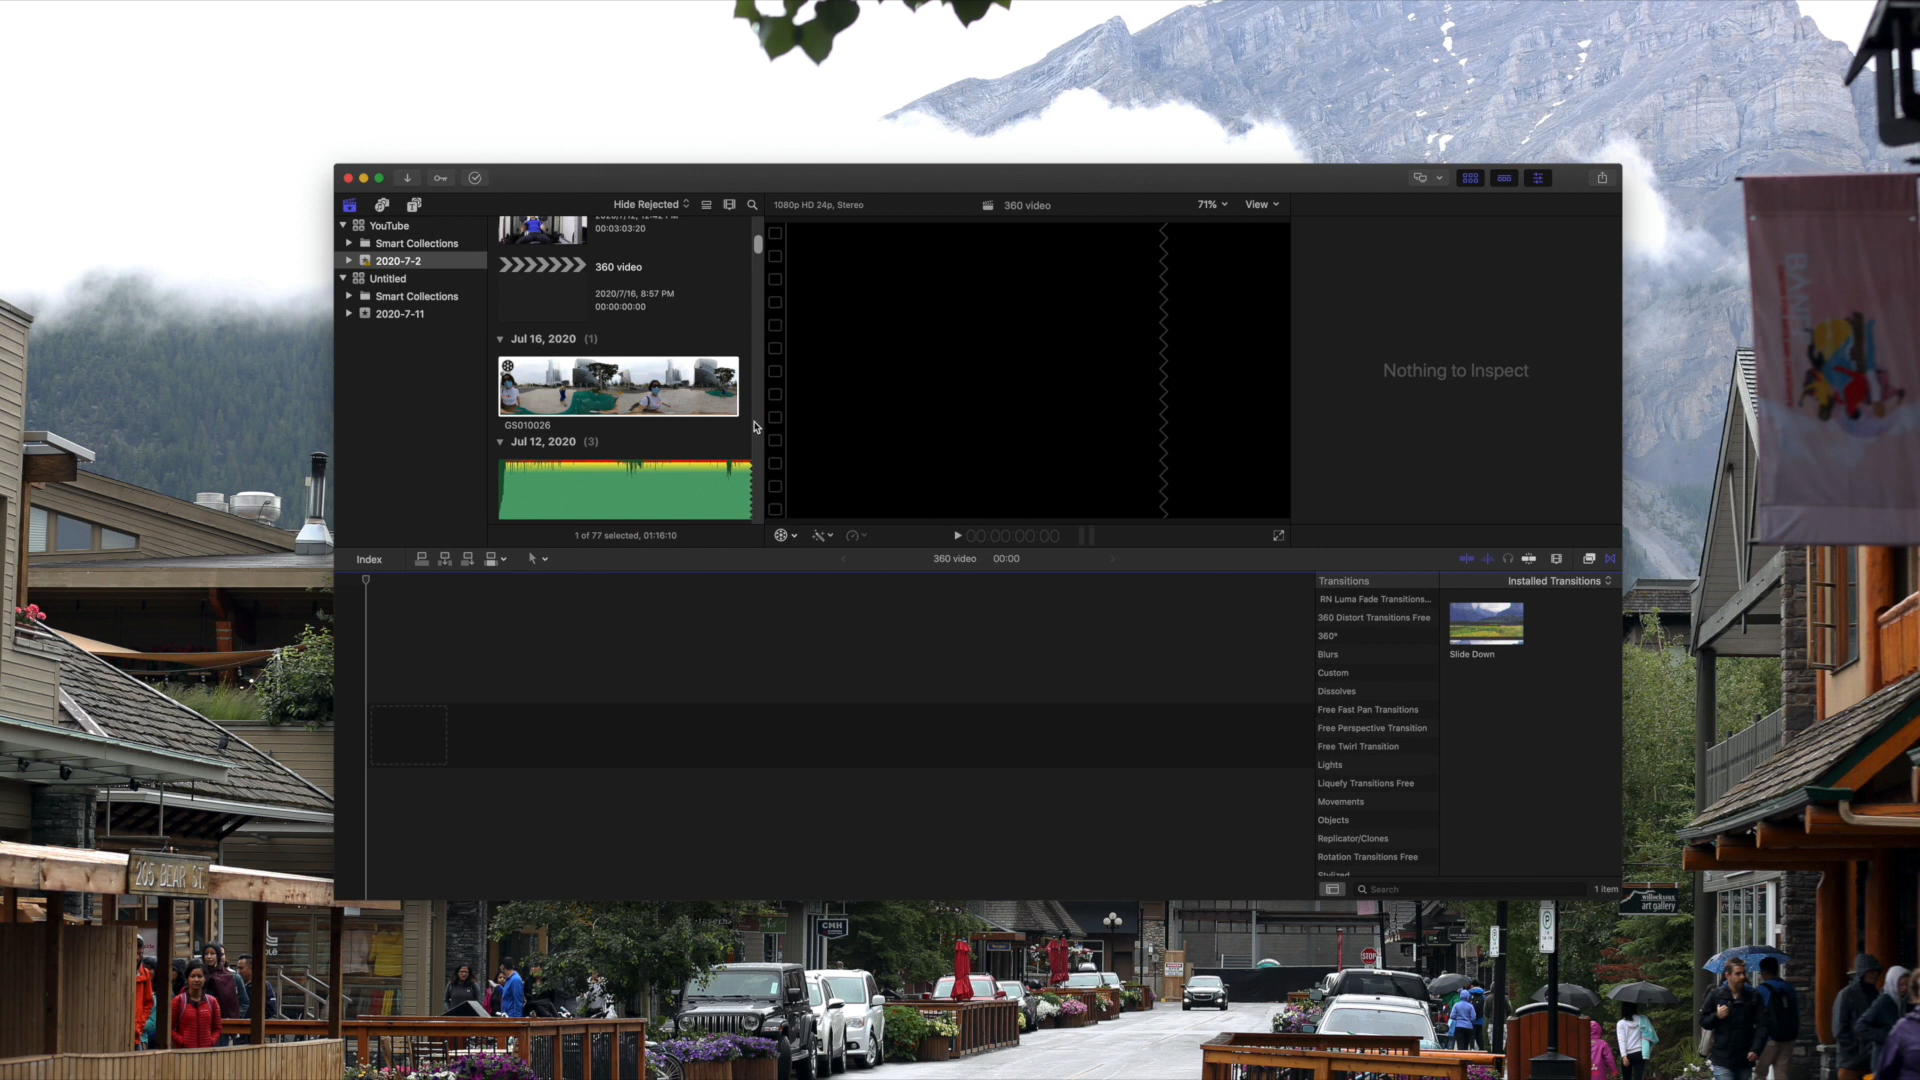 Hide Rejected
1080p HD 24p, Stereo
360 video
71%
View
YouTube
Smart Collections
2020-7-2
Untitled
Smart Collections
2020-7-11
00:03:03:20
360 video
2020/7/16, 8:57 PM
00:00:00:00
Jul 16, 2020 (1)
GS010026
Jul 12, 2020 (3)
1 of 77 selected, 01:16:10
00:00:00:00
Nothing to Inspect
Index
360 video 00:00
Transitions
Installed Transitions
RN Luma Fade Transitions...
360 Distort Transitions Free
360°
Blurs
Custom
Dissolves
Free Fast Pan Transitions
Free Perspective Transition
Free Twirl Transition
Lights
Liquefy Transitions Free
Movements
Objects
Replicator/Clones
Rotation Transitions Free
Stylized
Slide Down
Search
1 item
205 BEAR ST.
CMH
STOP
art gallery